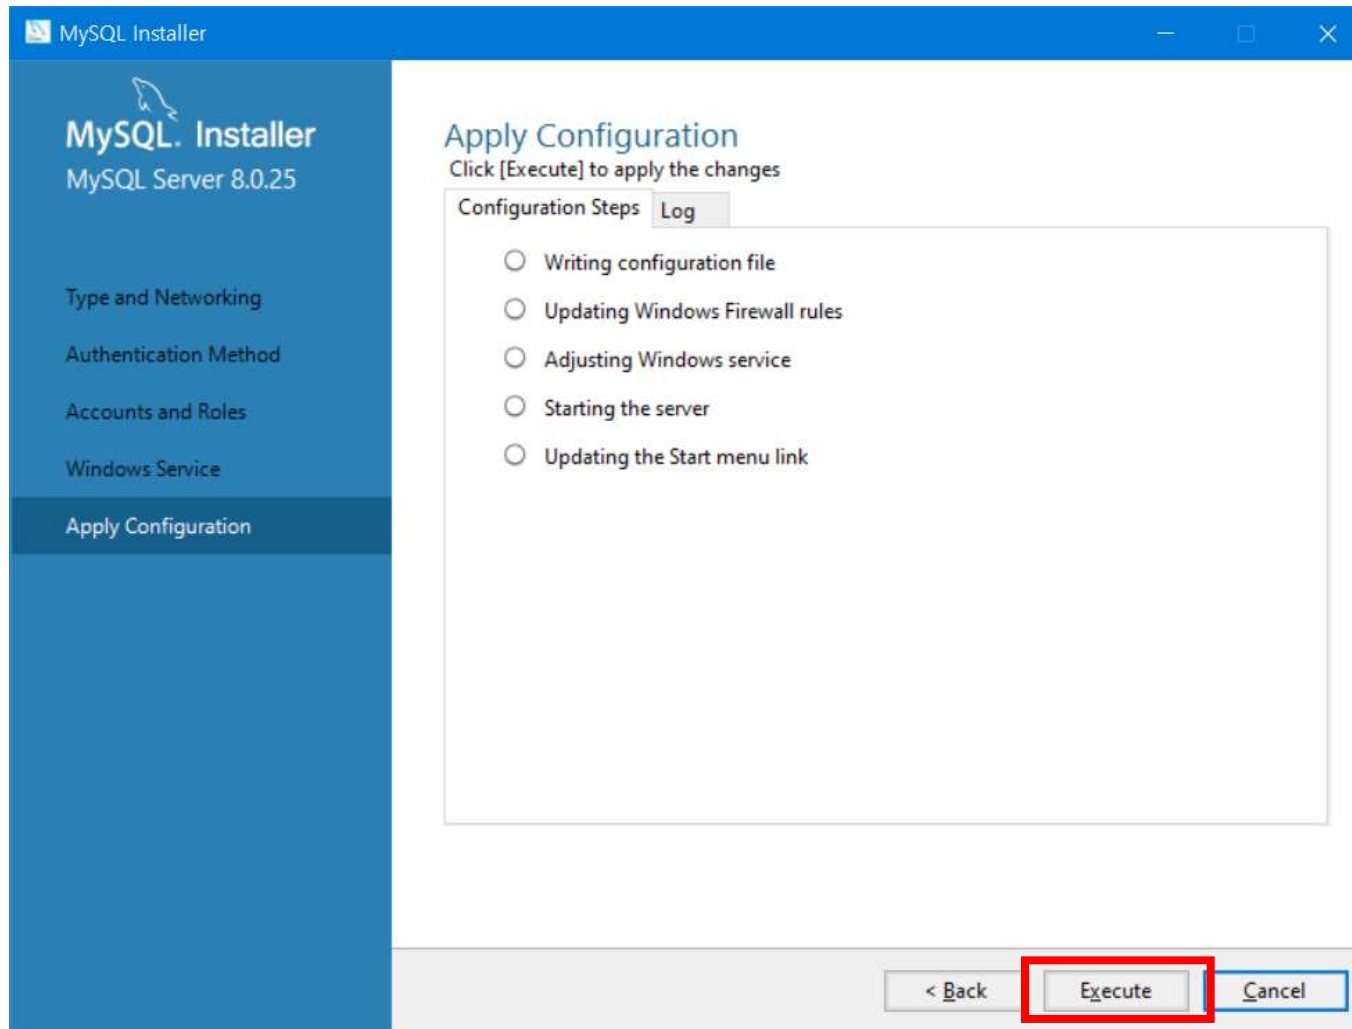 MySQL Installer
MySQL. Installer
MySQL Server 8.0.25
Type and Networking
Authentication Method
Accounts and Roles
Windows Service
Apply Configuration
Apply Configuration
Click [Execute] to apply the changes
Configuration Steps Log
Writing configuration file
Updating Windows Firewall rules
Adjusting Windows service
Starting the server
Updating the Start menu link
< Back Execute Cancel